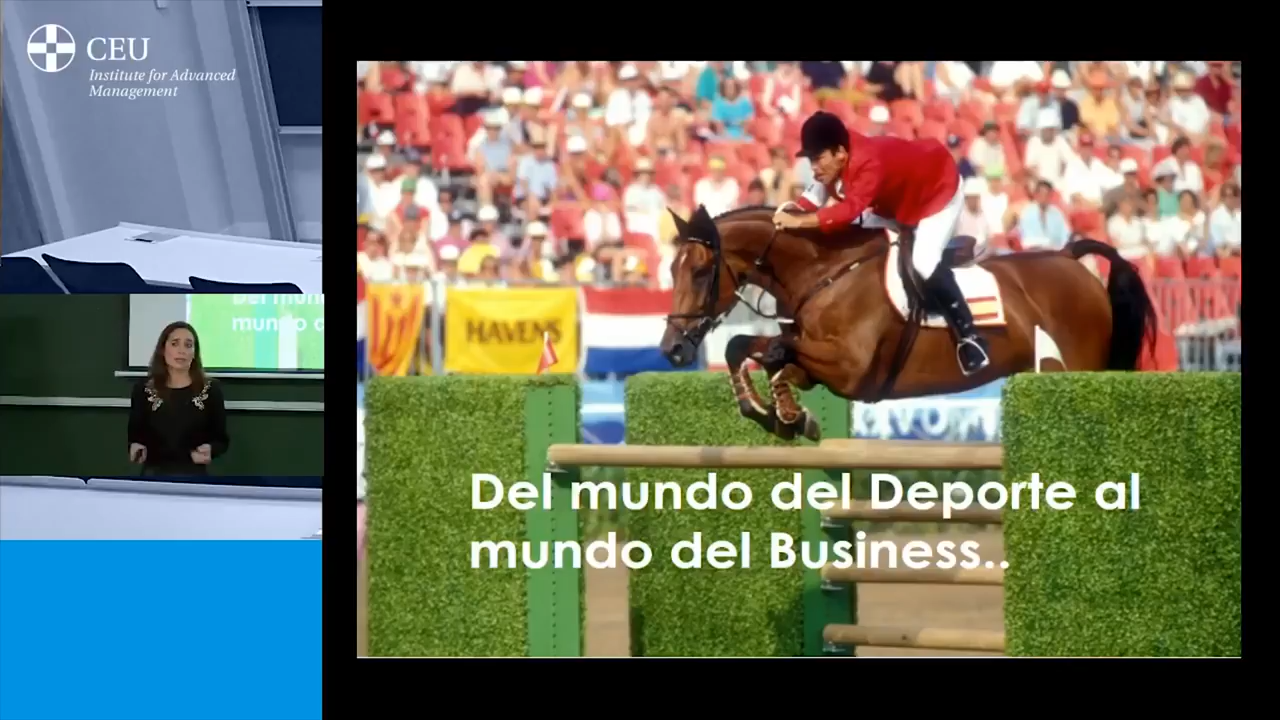 CEU
Institute for Advanced
Management
HAVENS
Del mundo del Deporte al
mundo del Business..